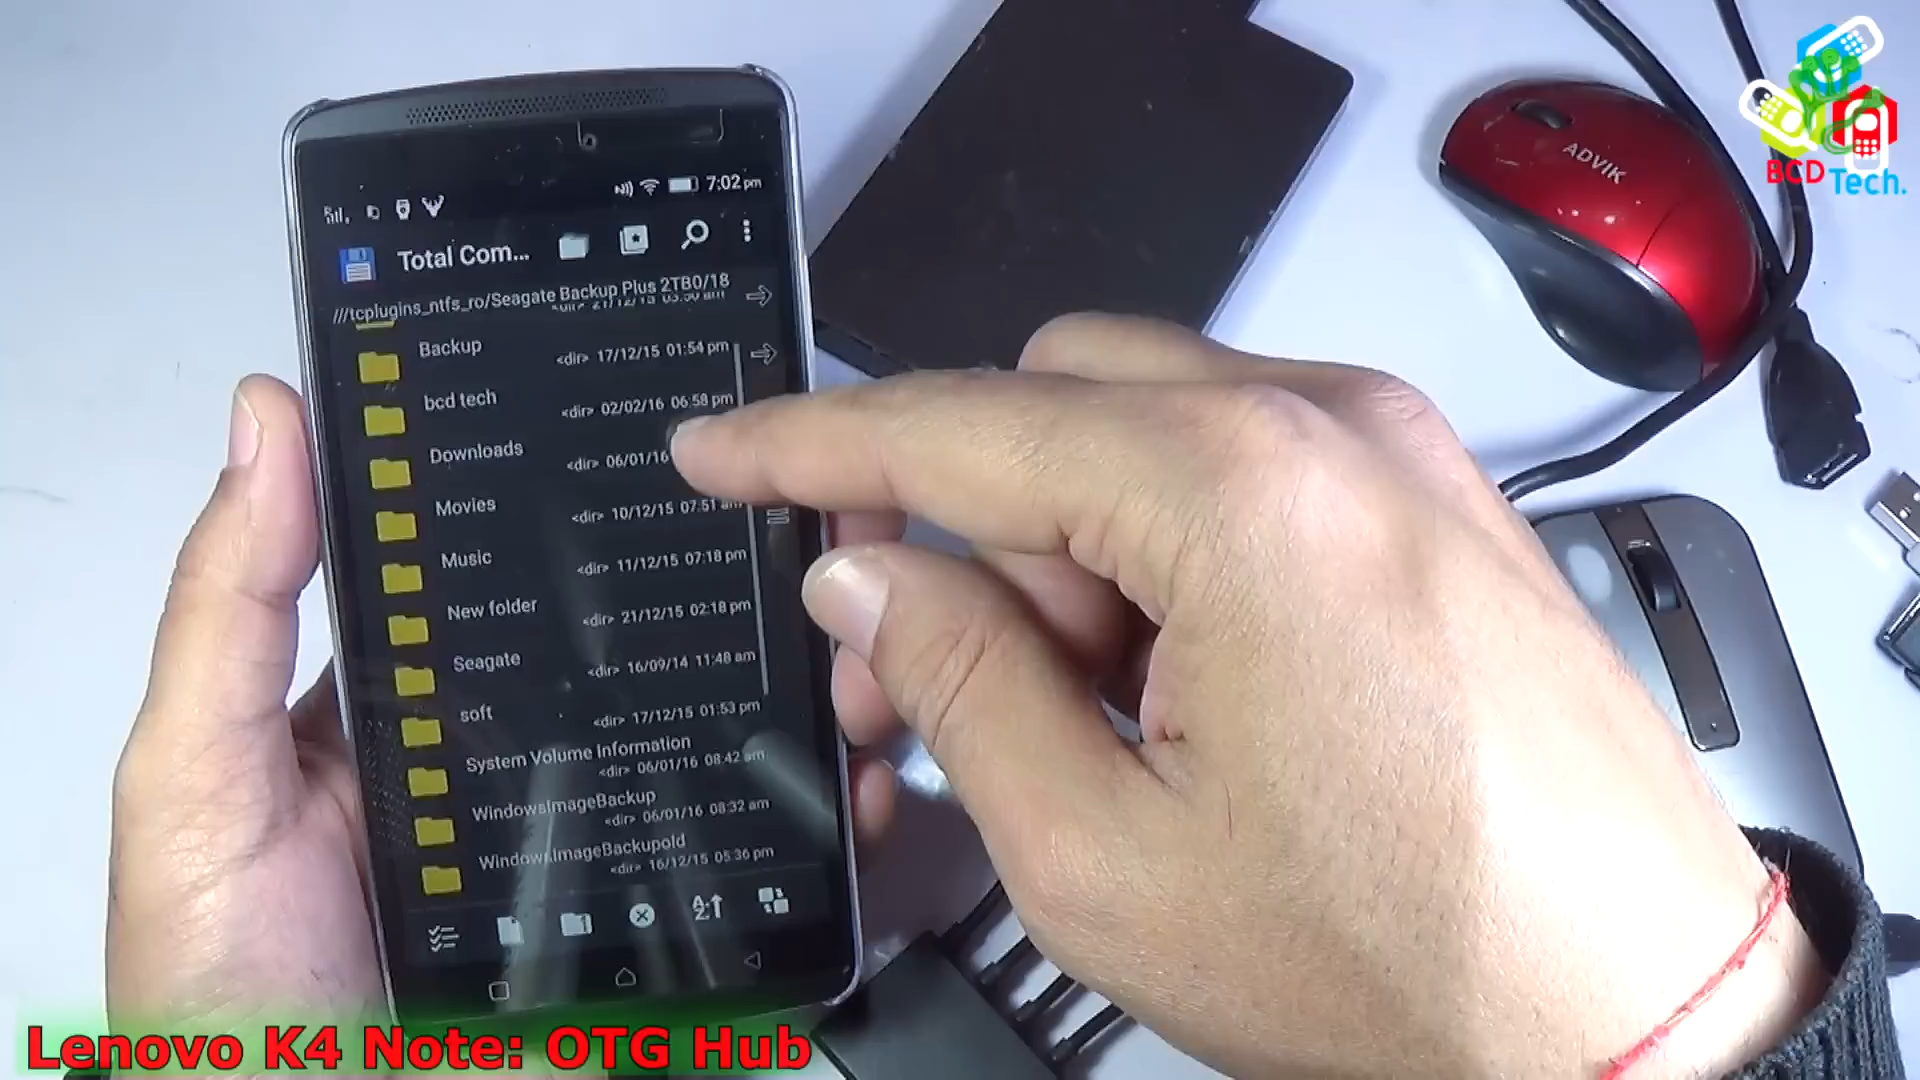 7:02 pm
Total Com...
///tcplugins_ntfs_ro/Seagate Backup Plus 2TB0/18
Backup
<dir> 17/12/15 01:54 pm
bcd tech
<dir> 02/02/16 06:58 pm
Downloads
<dir> 06/01/16
Movies
<dir> 10/12/15 07:51 am
Music
<dir> 11/12/15 07:18 pm
New folder
<dir> 21/12/15 02:18 pm
Seagate
<dir> 16/09/14 11:48 am
soft
<dir> 17/12/15 01:53 pm
System Volume Information
<dir> 06/01/16 08:42 am
WindowsImageBackup
<dir> 06/01/16 08:32 am
WindowsImageBackupold
<dir> 16/12/15 05:36 pm
ADVIK
BCD Tech.
Lenovo K4 Note: OTG Hub